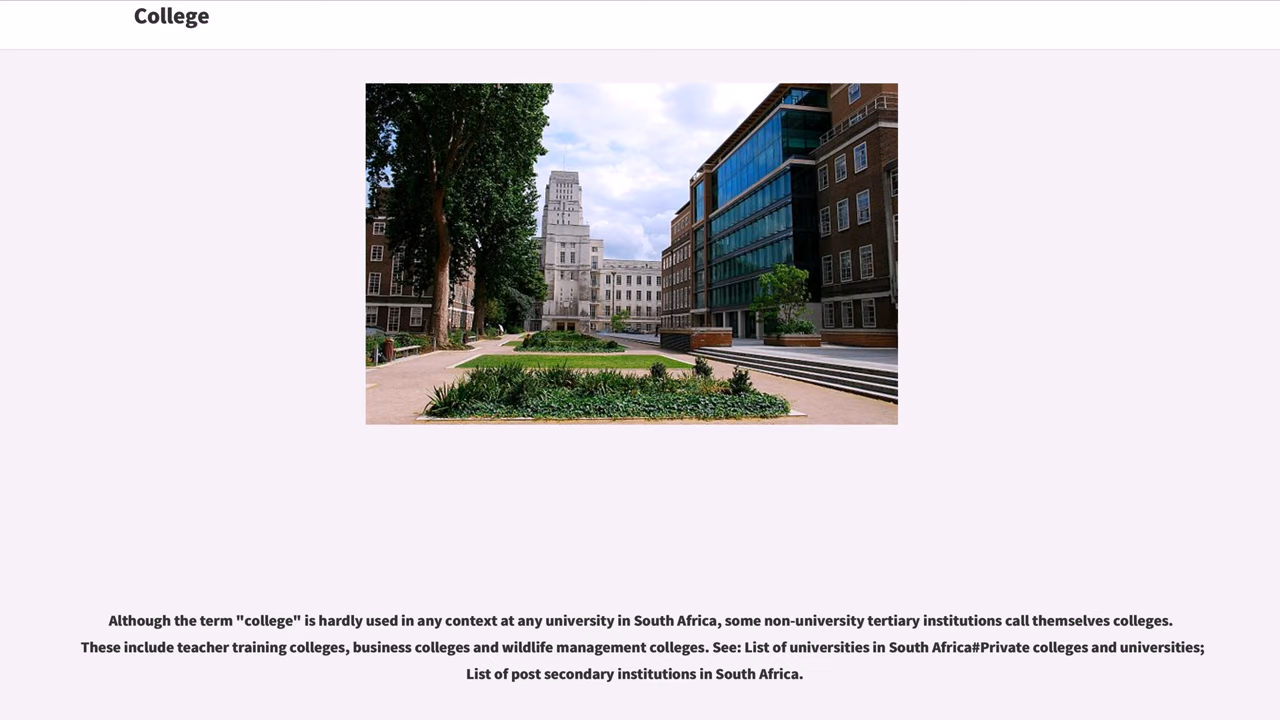 College
Although the term "college" is hardly used in any context at any university in South Africa, some non-university tertiary institutions call themselves colleges.
These include teacher training colleges, business colleges and wildlife management colleges. See: List of universities in South Africa#Private colleges and universities;
List of post secondary institutions in South Africa.